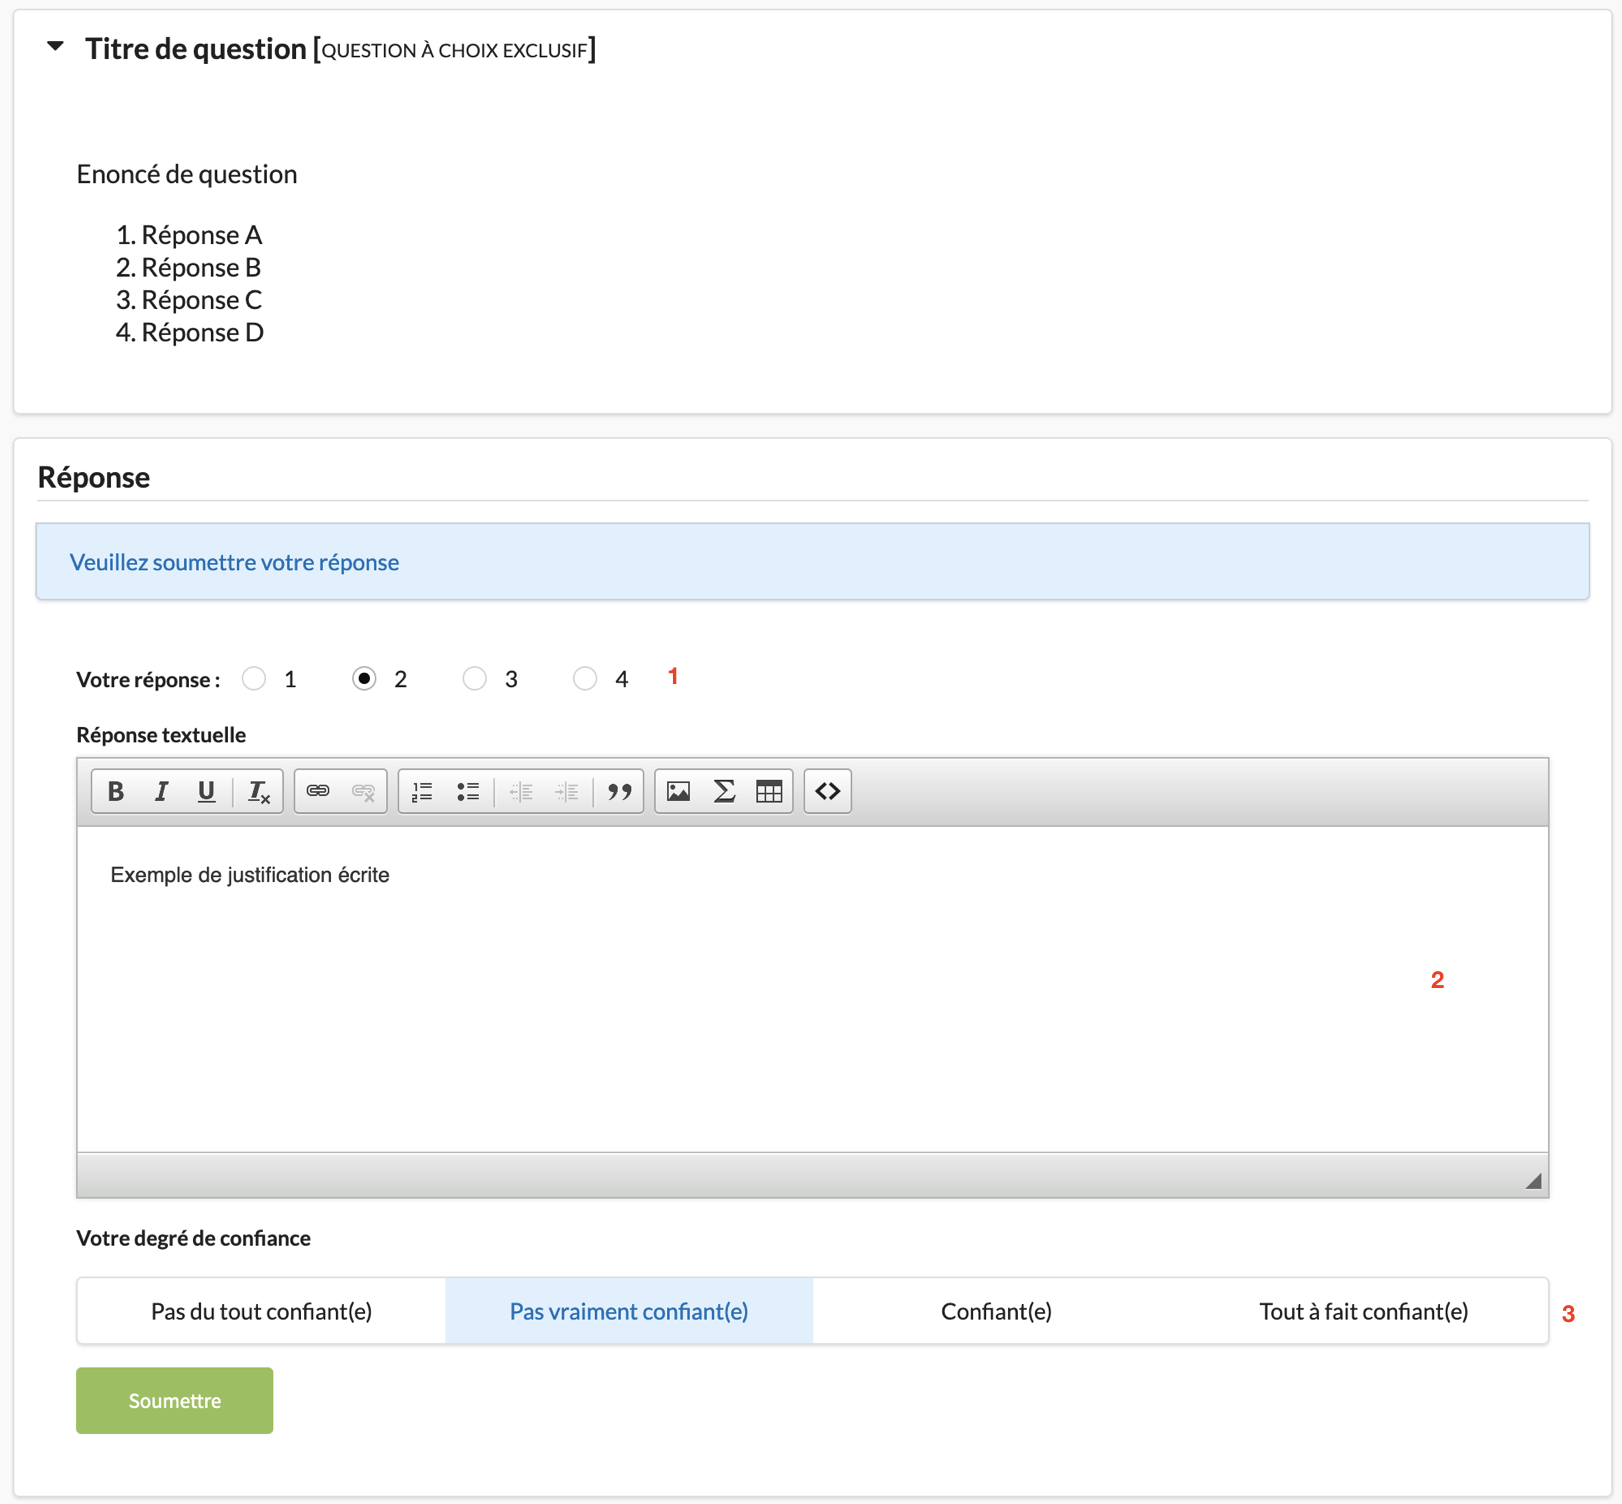 Titre de question [QUESTION À CHOIX EXCLUSIF]
Enoncé de question
1. Réponse A
2. Réponse B
3. Réponse C
4. Réponse D
Réponse
Veuillez soumettre votre réponse
Votre réponse : 1 2 3 4 1
Réponse textuelle
B I U Tx
Exemple de justification écrite
2
Votre degré de confiance
Pas du tout confiant(e) Pas vraiment confiant(e) Confiant(e) Tout à fait confiant(e) 3
Soumettre